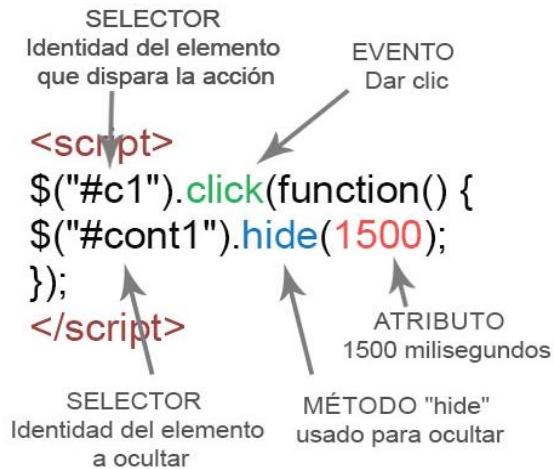 SELECTOR
Identidad del elemento
que dispara la acción
EVENTO
Dar clic
<script>
$("#c1").click(function() {
$("#cont1").hide(1500);
});
</script>
ATRIBUTO
1500 milisegundos
SELECTOR
Identidad del elemento
a ocultar
MÉTODO "hide"
usado para ocultar